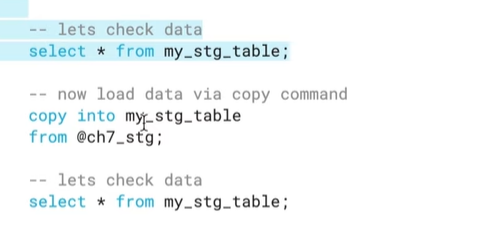 -- lets check data
select * from my_stg_table;
-- now load data via copy command
copy into my_stg_table
from @ch7_stg;
-- lets check data
select * from my_stg_table;